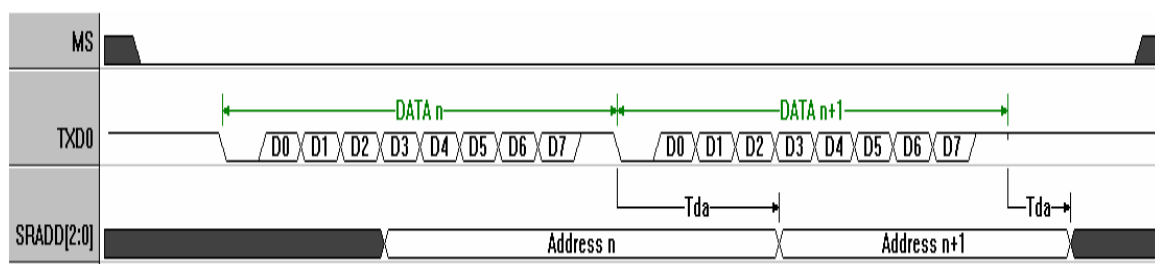 MS
DATA n DATA n+1
TXD0 D0 D1 D2 D3 D4 D5 D6 D7 D0 D1 D2 D3 D4 D5 D6 D7
Tda Tda
SRADD[2:0] Address n Address n+1